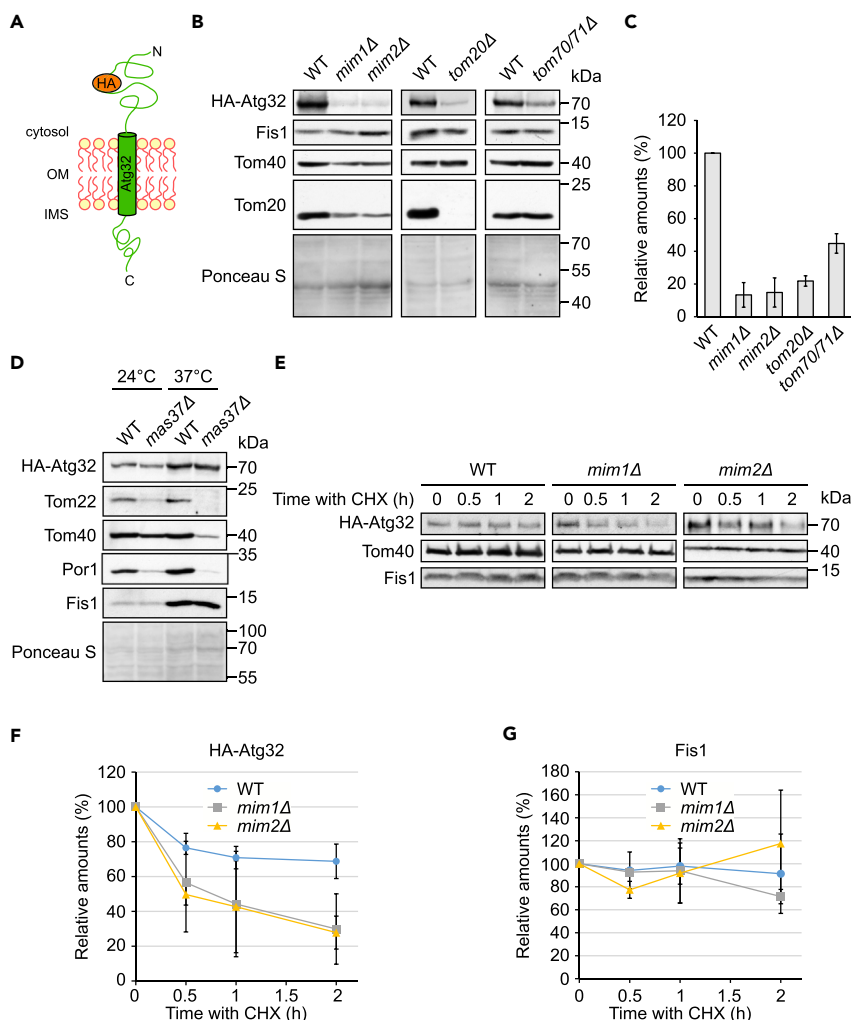 A
N
HA
cytosol
OM
IMS
Atg32
C
B
WT mim1Δ mim2Δ WT tom20Δ WT tom70/71Δ
kDa
HA-Atg32 70
15
Fis1
Tom40 40
25
Tom20
70
Ponceau S 55
40
C
Relative amounts (%)
120
100
80
60
40
20
0
WT mim1Δ mim2Δ tom20Δ tom70/71Δ
D
24°C 37°C
WT mas37Δ WT mas37Δ
kDa
HA-Atg32 70
25
Tom22
Tom40 40
35
Por1
15
Fis1
100
Ponceau S 70
55
E
WT mim1Δ mim2Δ
Time with CHX (h) 0 0.5 1 2 0 0.5 1 2 0 0.5 1 2 kDa
HA-Atg32 70
Tom40 40
15
Fis1
F
HA-Atg32
Relative amounts (%)
120
100
80
60
40
20
0
WT
mim1Δ
mim2Δ
0 0.5 1 1.5 2
Time with CHX (h)
G
Fis1
Relative amounts (%)
180
160
140
120
100
80
60
40
20
0
WT
mim1Δ
mim2Δ
0 0.5 1 1.5 2
Time with CHX (h)